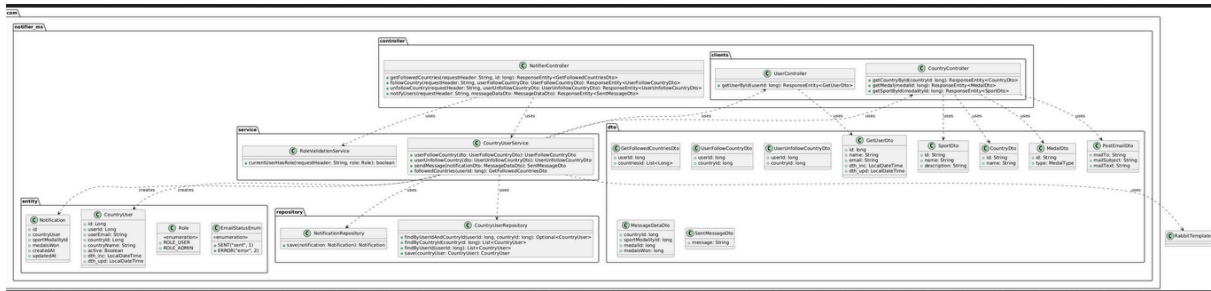 com
notifier_ms
controller
NotifierController
getFollowedCountries(requestHeader: String, id: long): ResponseEntity<GetFollowedCountriesDto>
followCountry(requestHeader: String, userFollowCountryDto: UserFollowCountryDto): ResponseEntity<UserFollowCountryDto>
unfollowCountry(requestHeader: String, userUnfollowCountryDto: UserUnfollowCountryDto): ResponseEntity<UserUnfollowCountryDto>
notifyUsers(requestHeader: String, messageDataDto: MessageDataDto): ResponseEntity<SentMessageDto>
clients
UserController
getUserById(userId: long): ResponseEntity<GetUserDto>
CountryController
getCountryById(countryId: long): ResponseEntity<CountryDto>
getMedalById(medalId: long): ResponseEntity<MedalDto>
getSportById(modalityId: long): ResponseEntity<SportDto>
uses
uses
uses
uses
uses
uses
uses
uses
service
RoleValidationService
currentUserHasRole(requestHeader: String, role: Role): boolean
CountryUserService
userFollowCountry(dto: UserFollowCountryDto): UserFollowCountryDto
userUnfollowCountry(dto: UserUnfollowCountryDto): UserUnfollowCountryDto
sendMessage(notificationDto: MessageDataDto): SentMessageDto
followedCountries(userId: long): GetFollowedCountriesDto
dto
GetFollowedCountriesDto
userId: long
countriesId: List<Long>
UserFollowCountryDto
userId: long
countryId: long
UserUnfollowCountryDto
userId: long
countryId: long
GetUserDto
id: long
name: String
email: String
dth_inc: LocalDateTime
dth_upd: LocalDateTime
SportDto
id: String
name: String
description: String
CountryDto
id: String
name: String
MedalDto
id: String
type: MedalType
PostEmailDto
mailTo: String
mailSubject: String
mailText: String
creates
creates
uses
uses
uses
entity
Notification
id
countryUser
sportModalityId
medalsWon
createdAt
updatedAt
CountryUser
id: Long
userId: Long
userEmail: String
countryId: Long
countryName: String
active: Boolean
dth_inc: LocalDateTime
dth_upd: LocalDateTime
Role
«enumeration»
ROLE_USER
ROLE_ADMIN
EmailStatusEnum
«enumeration»
SENT("sent", 1)
ERROR("error", 2)
repository
NotificationRepository
save(notification: Notification): Notification
CountryUserRepository
findByUserIdAndCountryId(userId: long, countryId: long): Optional<CountryUser>
findByCountryId(countryId: long): List<CountryUser>
findByUserId(userId: long): List<CountryUser>
save(countryUser: CountryUser): CountryUser
MessageDataDto
countryId: long
sportModalityId: long
medalId: long
medalsWon: long
SentMessageDto
message: String
RabbitTemplate